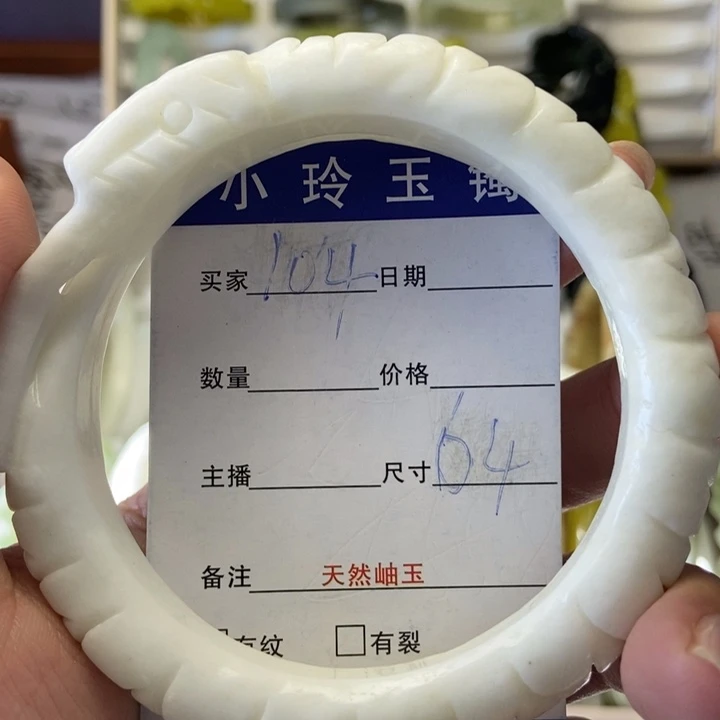 小玲玉镯
买家 104 日期
数量 价格
主播 尺寸 64
备注 天然岫玉
有纹 有裂